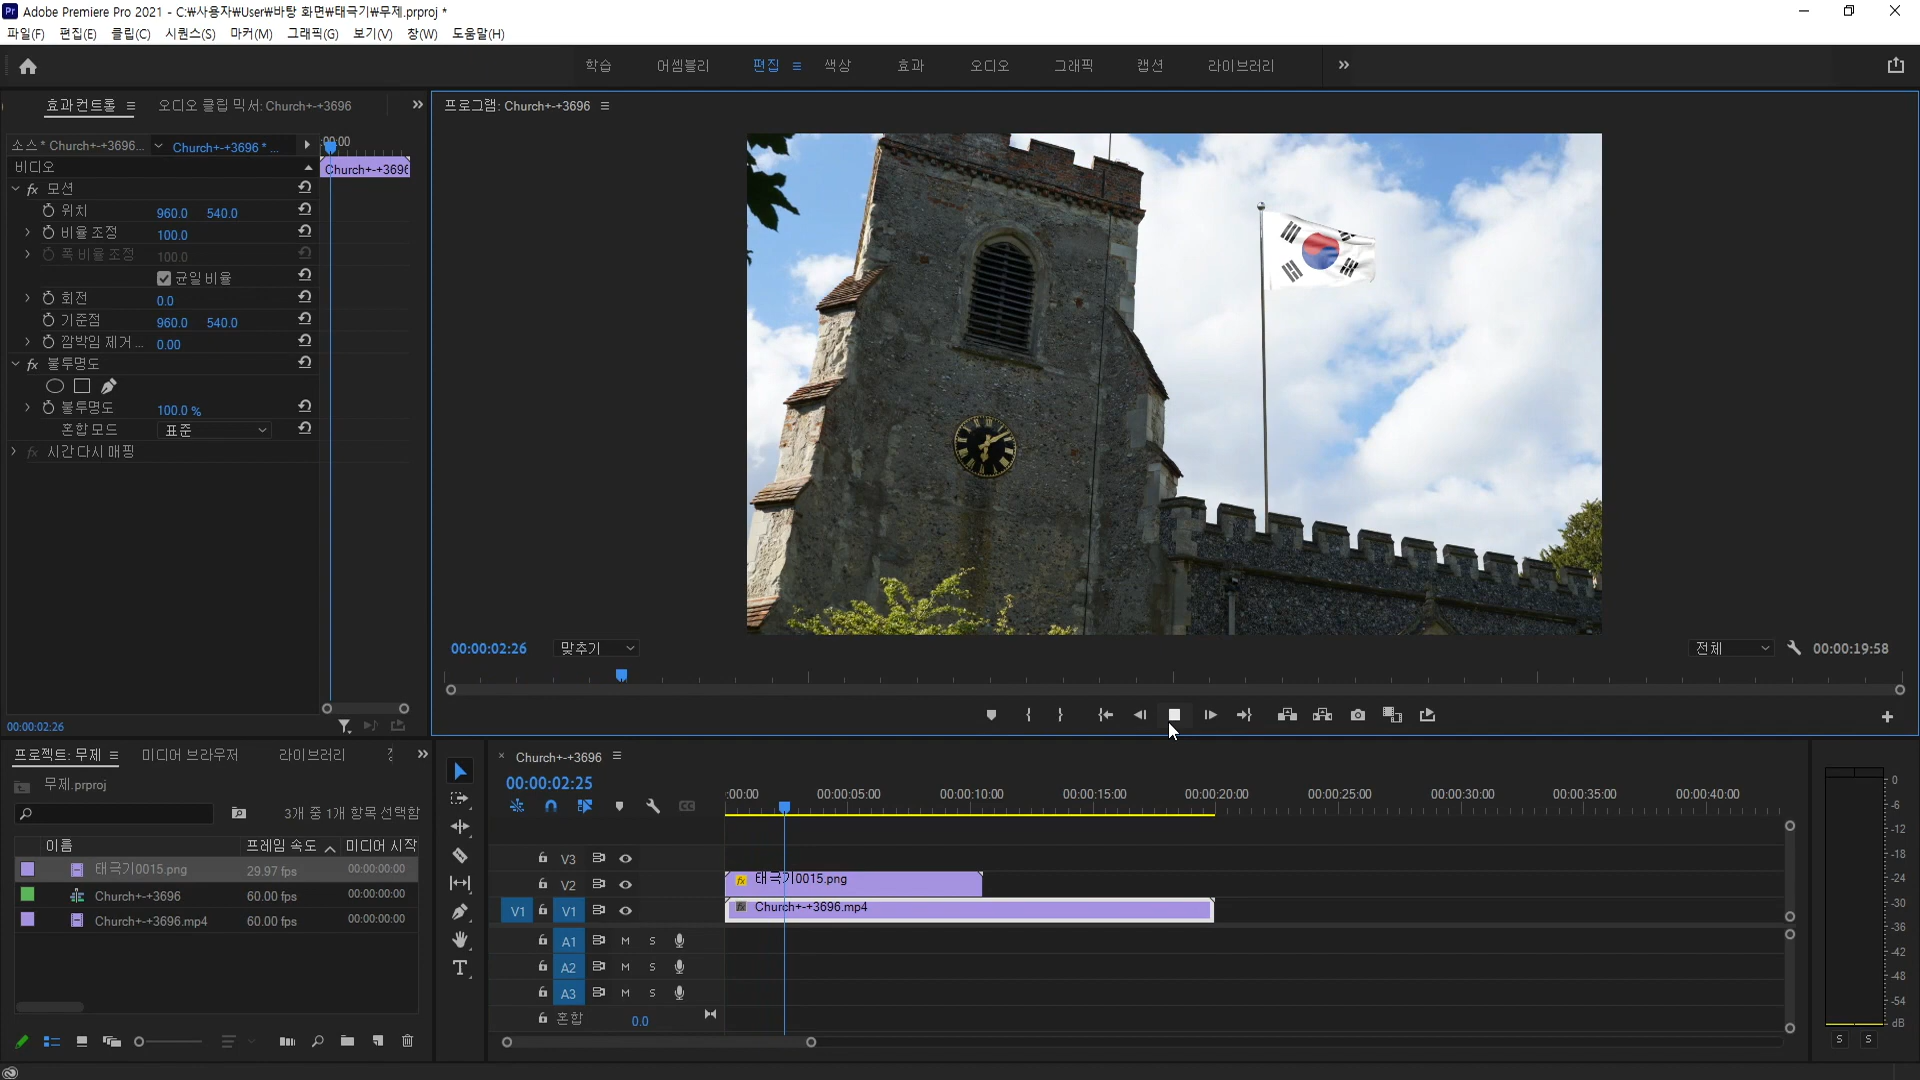 Adobe Premiere Pro 2021 - C:₩사용자₩User₩바탕 화면₩태극기₩무제.prproj *
파일(F) 편집(E) 클립(C) 시퀀스(S) 마커(M) 그래픽(G) 보기(V) 창(W) 도움말(H)
학습 어셈블리 편집 색상 효과 오디오 그래픽 캡션 라이브러리
효과 컨트롤 오디오 클립 믹서: Church+-+3696
프로그램: Church+-+3696
소스 * Church+-+3696... Church+-+3696 * ...
:00:00
비디오
Church+-+3696
fx 모션
위치 960.0 540.0
비율 조정 100.0
폭 비율 조정 100.0
균일 비율
회전 0.0
기준점 960.0 540.0
깜박임 제거... 0.00
fx 불투명도
불투명도 100.0 %
혼합 모드 표준
fx 시간 다시 매핑
00:00:02:26 맞추기 전체 00:00:19:58
00:00:02:26
프로젝트: 무제 미디어 브라우저 라이브러리
무제.prproj
3개 중 1개 항목 선택함
이름 프레임 속도 미디어 시작
태극기0015.png 29.97 fps 00:00:00:00
Church+-+3696 60.00 fps 00:00:00:00
Church+-+3696.mp4 60.00 fps 00:00:00:00
Church+-+3696
00:00:02:25
:00:00 00:00:05:00 00:00:10:00 00:00:15:00 00:00:20:00 00:00:25:00 00:00:30:00 00:00:35:00 00:00:40:00
V3
V2 fx 태극기0015.png
V1 V1 fx Church+-+3696.mp4
A1 M S
A2 M S
A3 M S
혼합 0.0
0
-6
-12
-18
-24
-30
-36
-42
-48
-54
dB
S S